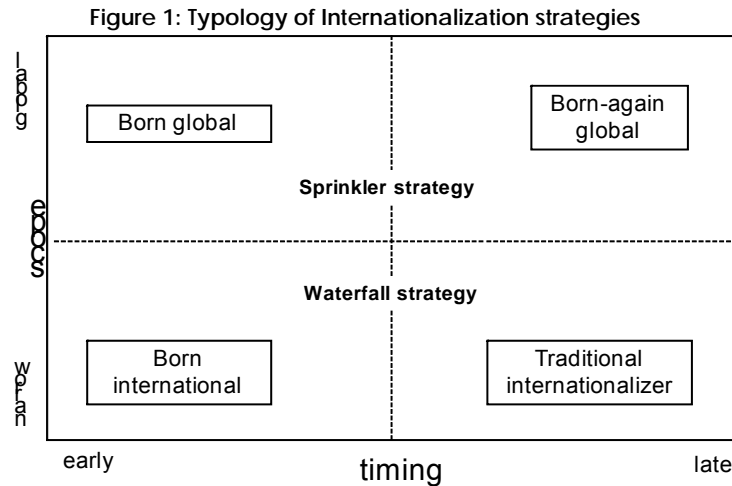 Figure 1: Typology of Internationalization strategies
global
Born global
Born-again
global
Sprinkler strategy
scope
Waterfall strategy
narow
Born
international
Traditional
internationalizer
early
timing
late